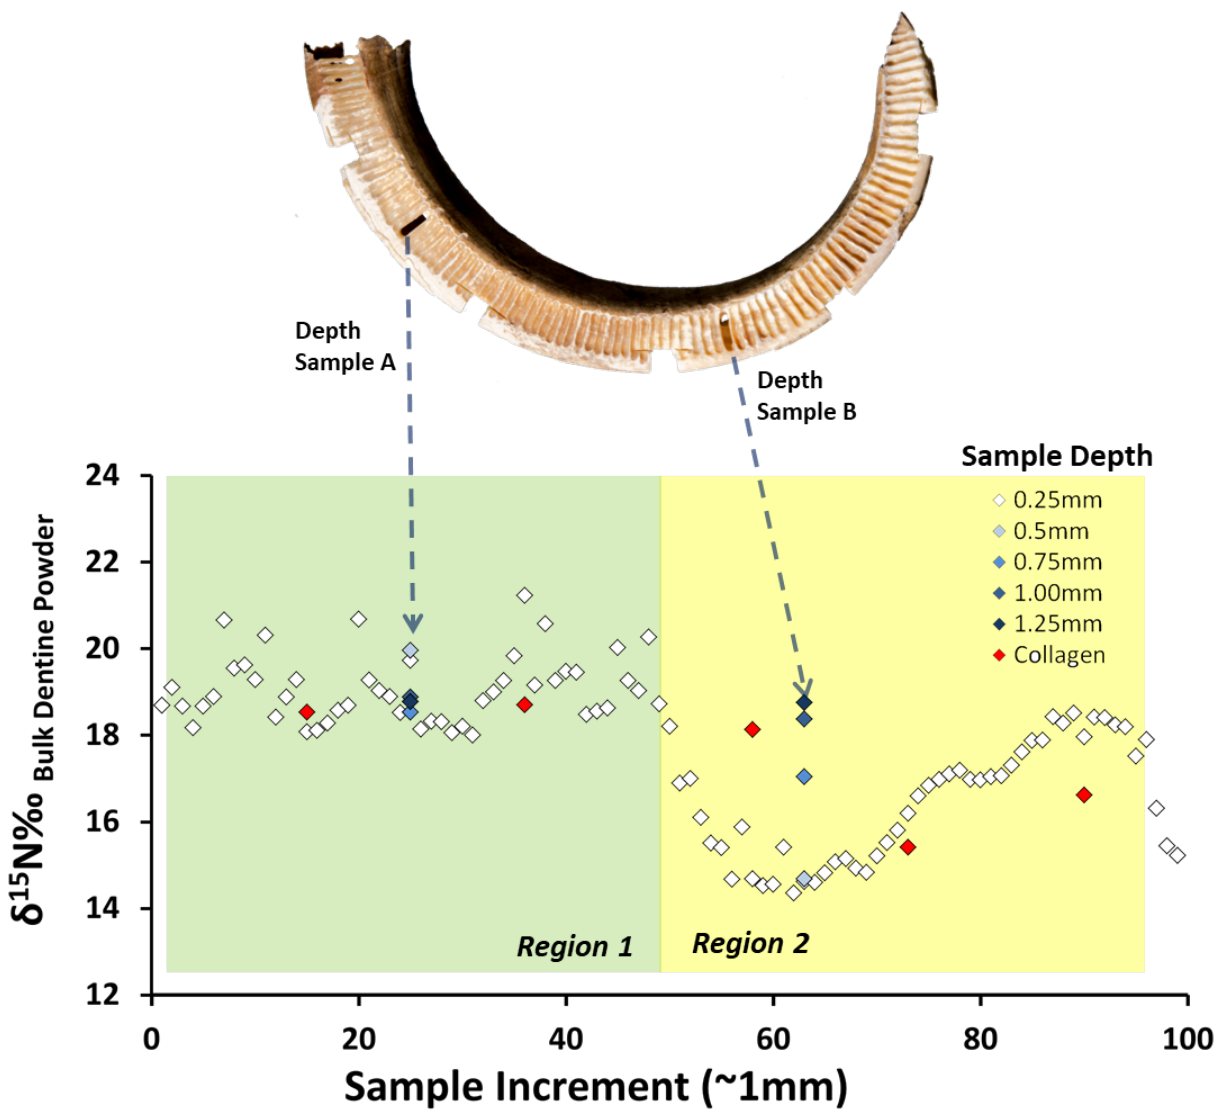 Depth
Sample A
Depth
Sample B
Sample Depth
0.25mm
0.5mm
0.75mm
1.00mm
1.25mm
Collagen
δ¹⁵N‰ Bulk Dentine Powder
24
22
20
18
16
14
12
Region 1
Region 2
0
20
40
60
80
100
Sample Increment (~1mm)